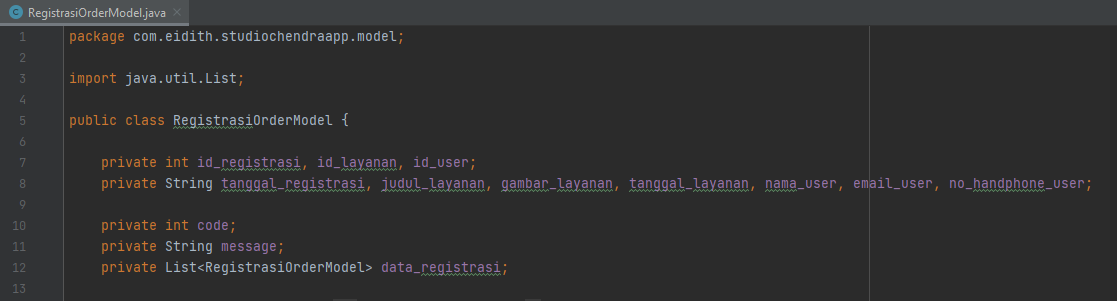 RegistrasiOrderModel.java
1 package com.eidith.studiochendraapp.model;
2
3 import java.util.List;
4
5 public class RegistrasiOrderModel {
6
7 private int id_registrasi, id_layanan, id_user;
8 private String tanggal_registrasi, judul_layanan, gambar_layanan, tanggal_layanan, nama_user, email_user, no_handphone_user;
9
10 private int code;
11 private String message;
12 private List<RegistrasiOrderModel> data_registrasi;
13